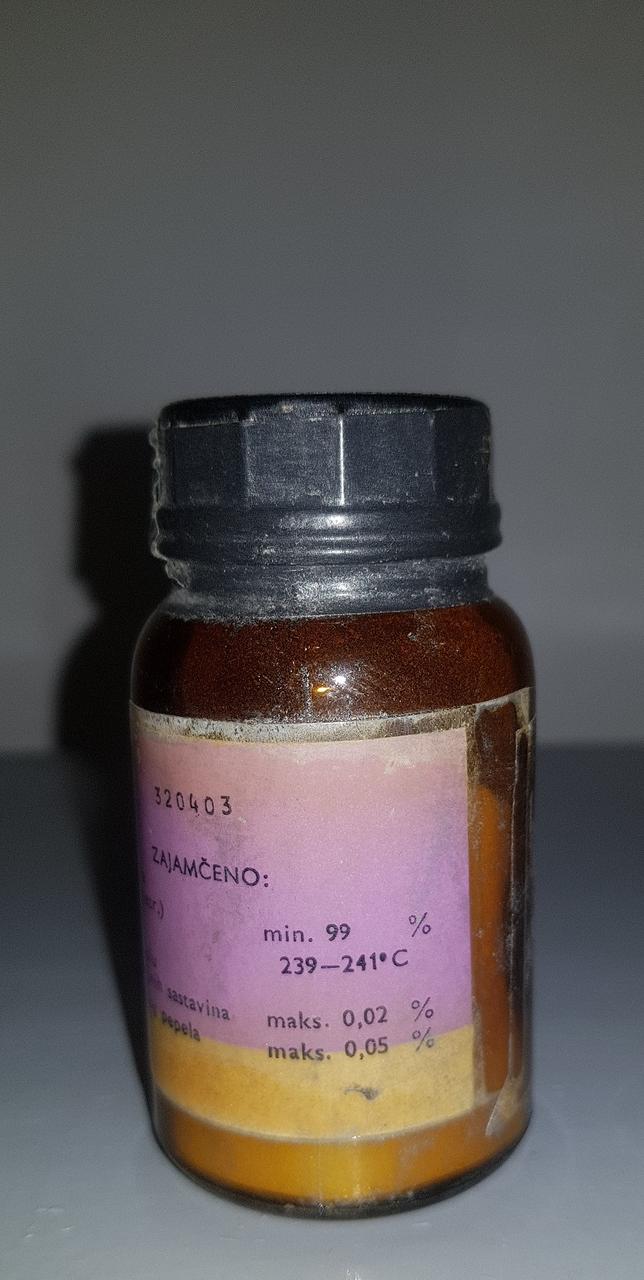 320403
ZAJAMČENO:
min. 99 %
239—241°C
sastavina maks. 0,02 %
pepela maks. 0,05 %